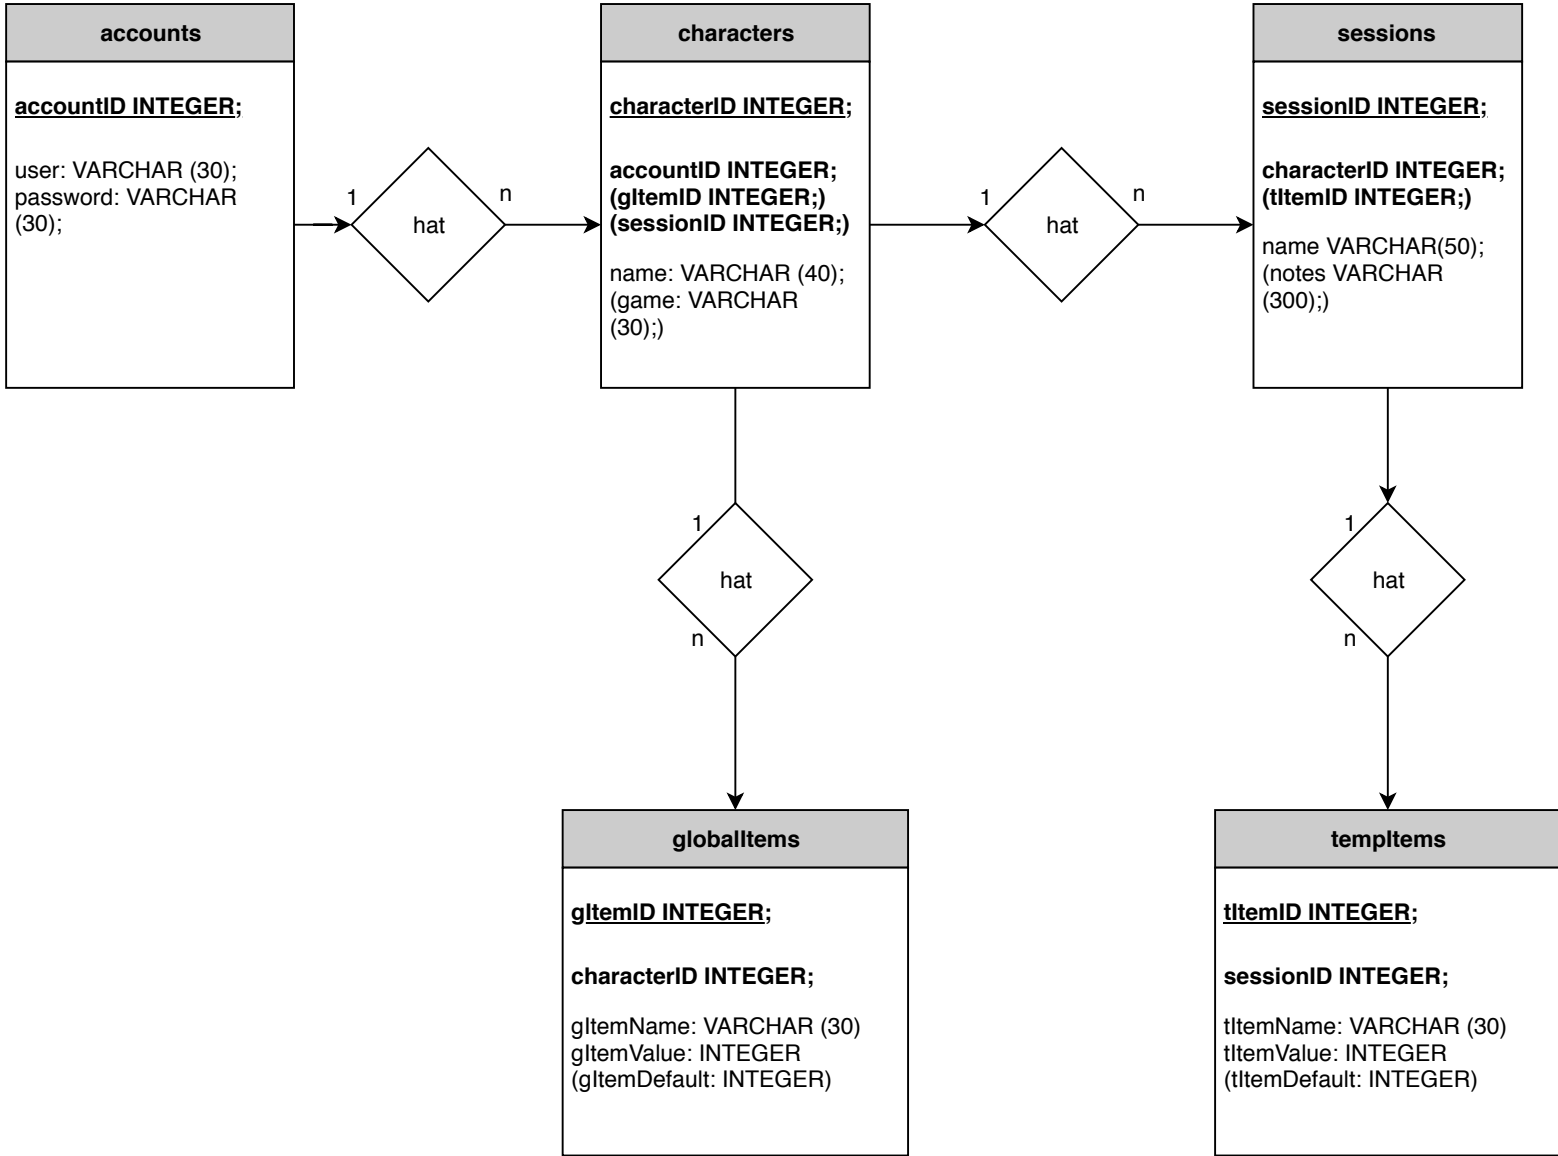 accounts
accountID INTEGER;
user: VARCHAR (30);
password: VARCHAR
(30);
1
hat
n
characters
characterID INTEGER;
accountID INTEGER;
(gItemID INTEGER;)
(sessionID INTEGER;)
name: VARCHAR (40);
(game: VARCHAR
(30);)
1
hat
n
sessions
sessionID INTEGER;
characterID INTEGER;
(tItemID INTEGER;)
name VARCHAR(50);
(notes VARCHAR
(300);)
1
hat
n
1
hat
n
globalItems
gItemID INTEGER;
characterID INTEGER;
gItemName: VARCHAR (30)
gItemValue: INTEGER
(gItemDefault: INTEGER)
tempItems
tItemID INTEGER;
sessionID INTEGER;
tItemName: VARCHAR (30)
tItemValue: INTEGER
(tItemDefault: INTEGER)